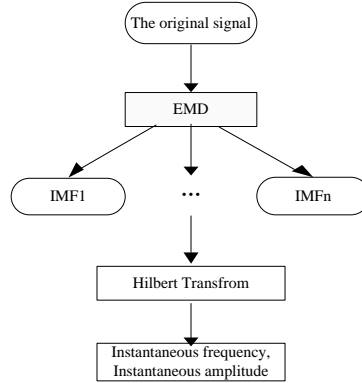 The original signal
EMD
IMF1
...
IMFn
Hilbert Transfrom
Instantaneous frequency,
Instantaneous amplitude